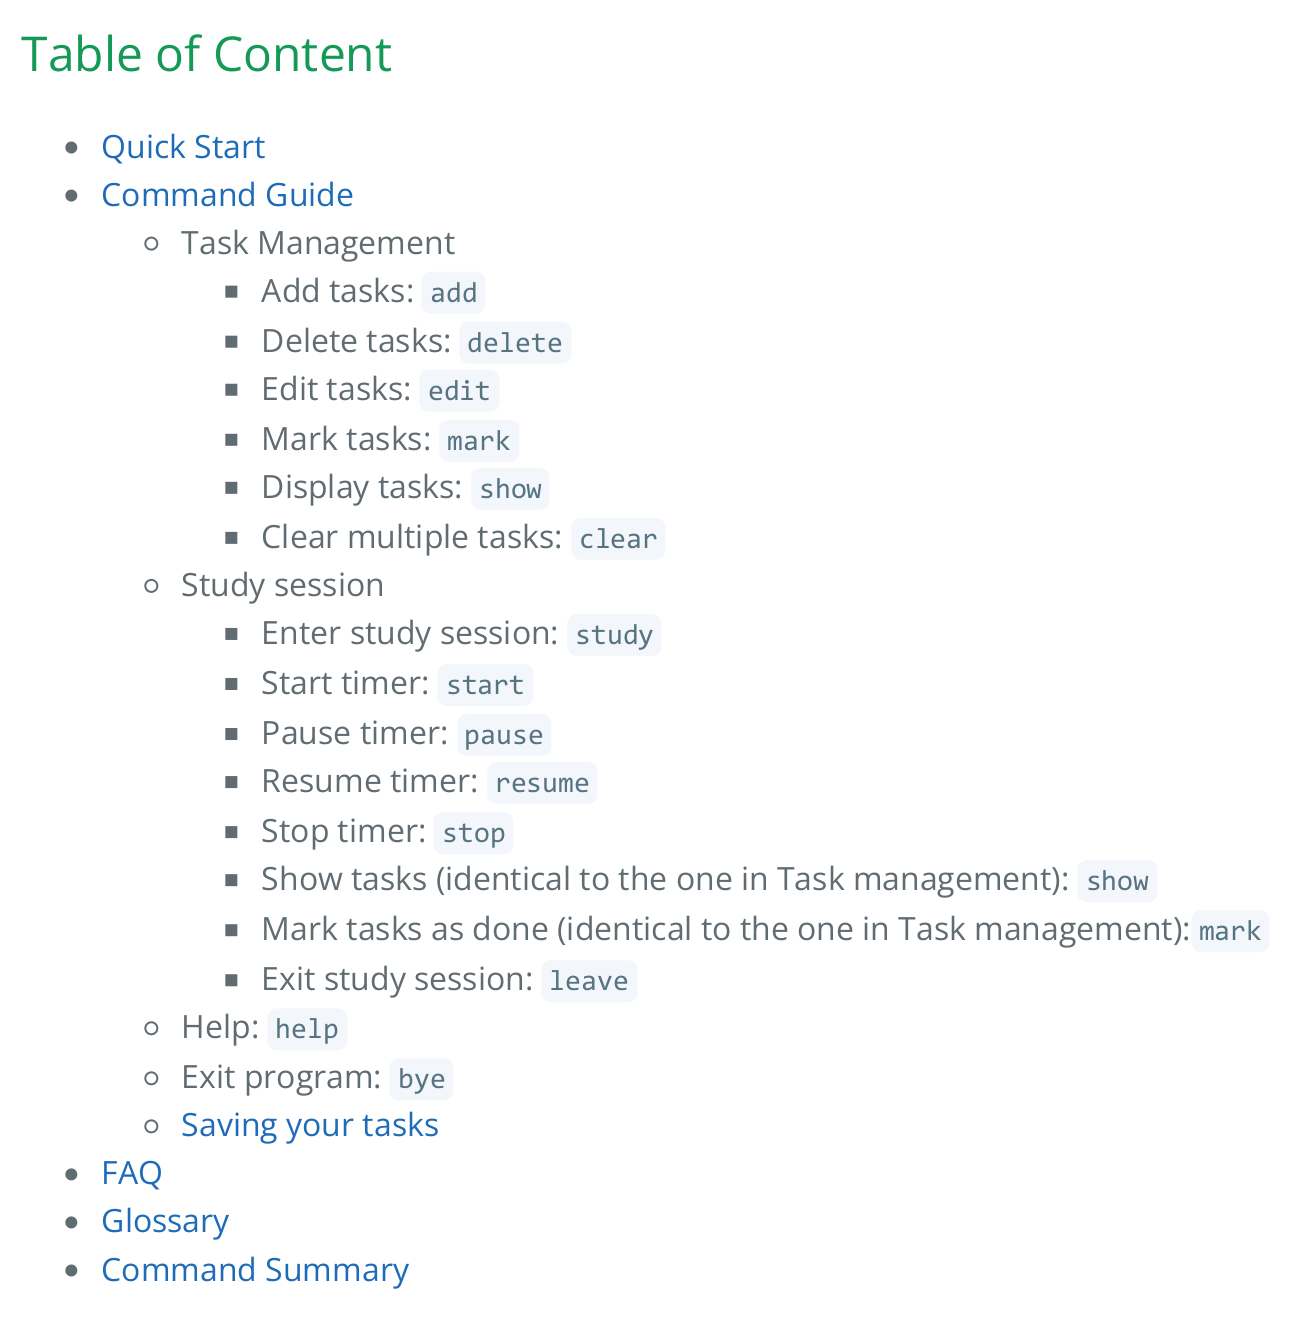 Table of Content
Quick Start
Command Guide
Task Management
Add tasks: add
Delete tasks: delete
Edit tasks: edit
Mark tasks: mark
Display tasks: show
Clear multiple tasks: clear
Study session
Enter study session: study
Start timer: start
Pause timer: pause
Resume timer: resume
Stop timer: stop
Show tasks (identical to the one in Task management): show
Mark tasks as done (identical to the one in Task management): mark
Exit study session: leave
Help: help
Exit program: bye
Saving your tasks
FAQ
Glossary
Command Summary